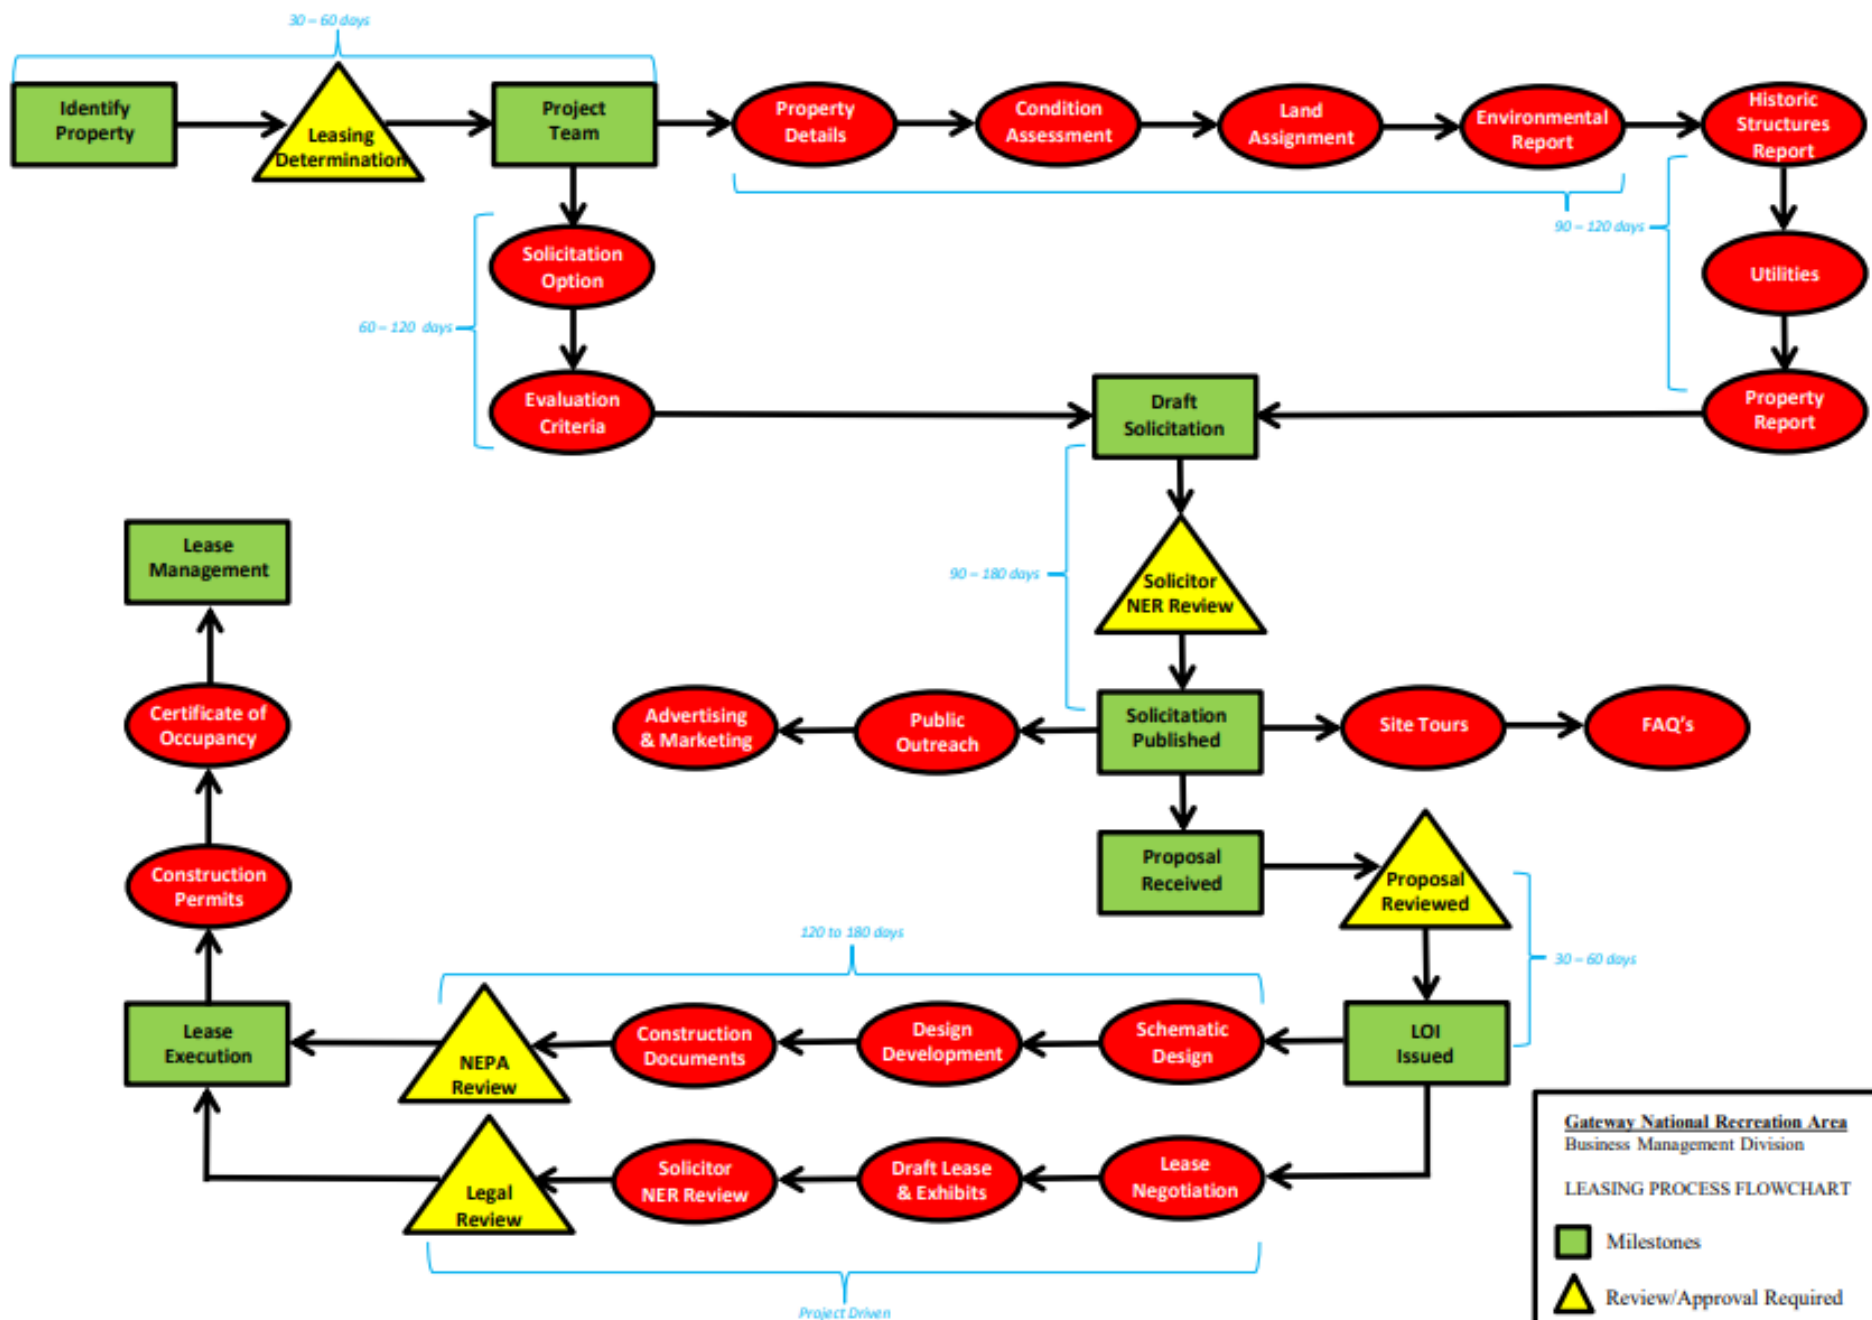 30 – 60 days
Identify
Property
Leasing
Determination
Project
Team
Property
Details
Condition
Assessment
Land
Assignment
Environmental
Report
Historic
Structures
Report
90 – 120 days
Solicitation
Option
Utilities
60 – 120 days
Evaluation
Criteria
Draft
Solicitation
Property
Report
Lease
Management
90 – 180 days
Solicitor
NER Review
Certificate of
Occupancy
Advertising
& Marketing
Public
Outreach
Solicitation
Published
Site Tours
FAQ's
Construction
Permits
Proposal
Received
Proposal
Reviewed
120 to 180 days
30 – 60 days
Lease
Execution
NEPA
Review
Construction
Documents
Design
Development
Schematic
Design
LOI
Issued
Legal
Review
Solicitor
NER Review
Draft Lease
& Exhibits
Lease
Negotiation
Project Driven
Gateway National Recreation Area
Business Management Division
LEASING PROCESS FLOWCHART
Milestones
Review/Approval Required